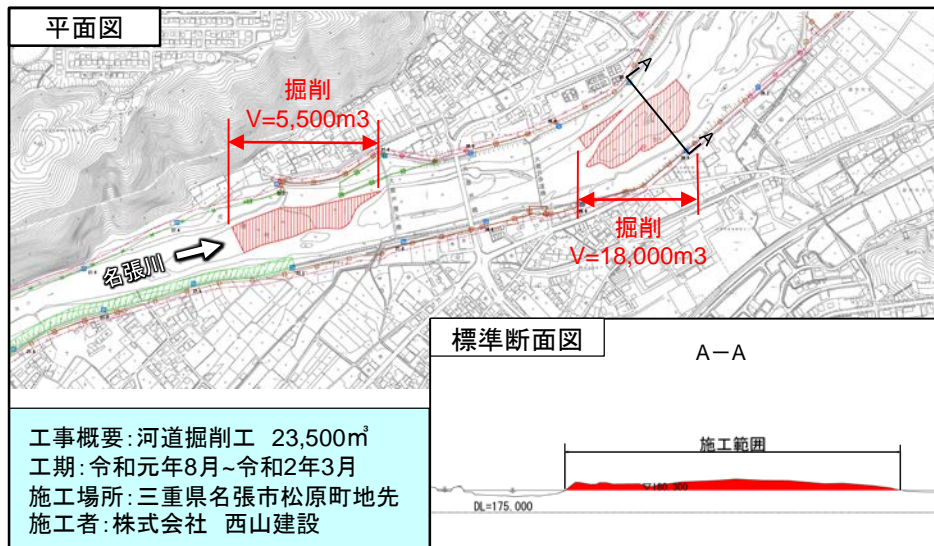 平面図
掘削
V=5,500m3
A
A
掘削
V=18,000m3
名張川
標準断面図
A－A
施工範囲
▽180.300
DL=175.000
工事概要:河道掘削工 23,500㎥
工期:令和元年8月~令和2年3月
施工場所:三重県名張市松原町地先
施工者:株式会社 西山建設